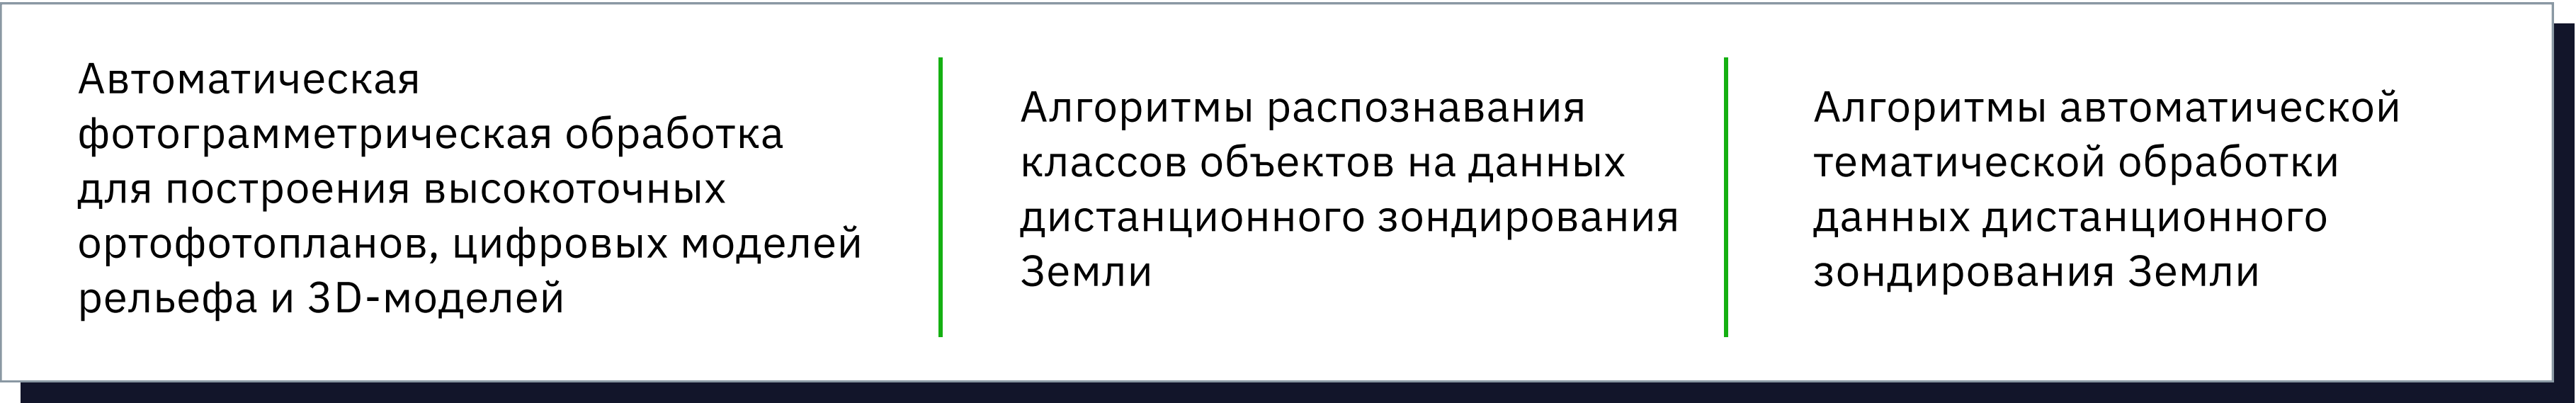 Автоматическая
фотограмметрическая обработка
для построения высокоточных
ортофотопланов, цифровых моделей
рельефа и 3D-моделей
Алгоритмы распознавания
классов объектов на данных
дистанционного зондирования
Земли
Алгоритмы автоматической
тематической обработки
данных дистанционного
зондирования Земли